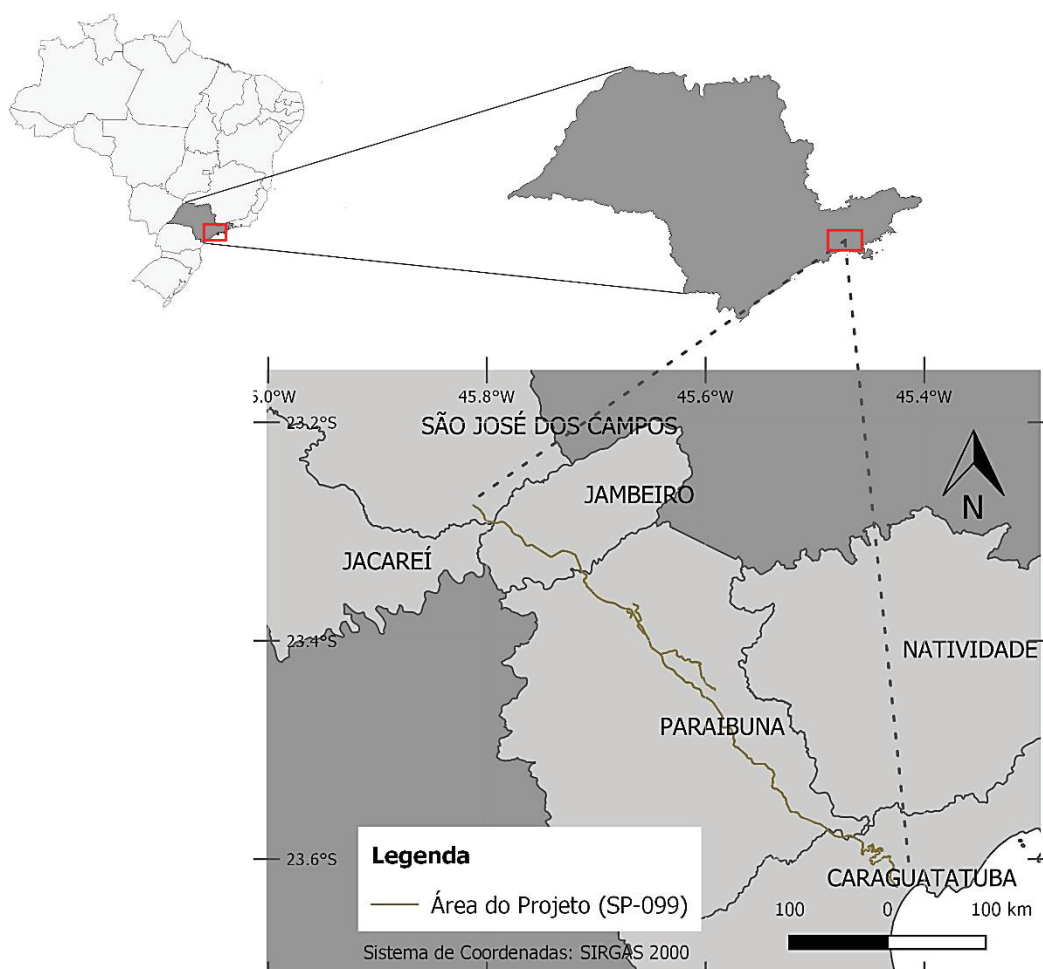 5.0°W 45.8°W 45.6°W 45.4°W
23.2°S
SÃO JOSÉ DOS CAMPOS
JAMBEIRO
N
JACAREÍ
23.4°S
NATIVIDADE
PARAIBUNA
23.6°S
CARAGUATATUBA
Legenda
Área do Projeto (SP-099)
100 0 100 km
Sistema de Coordenadas: SIRGAS 2000